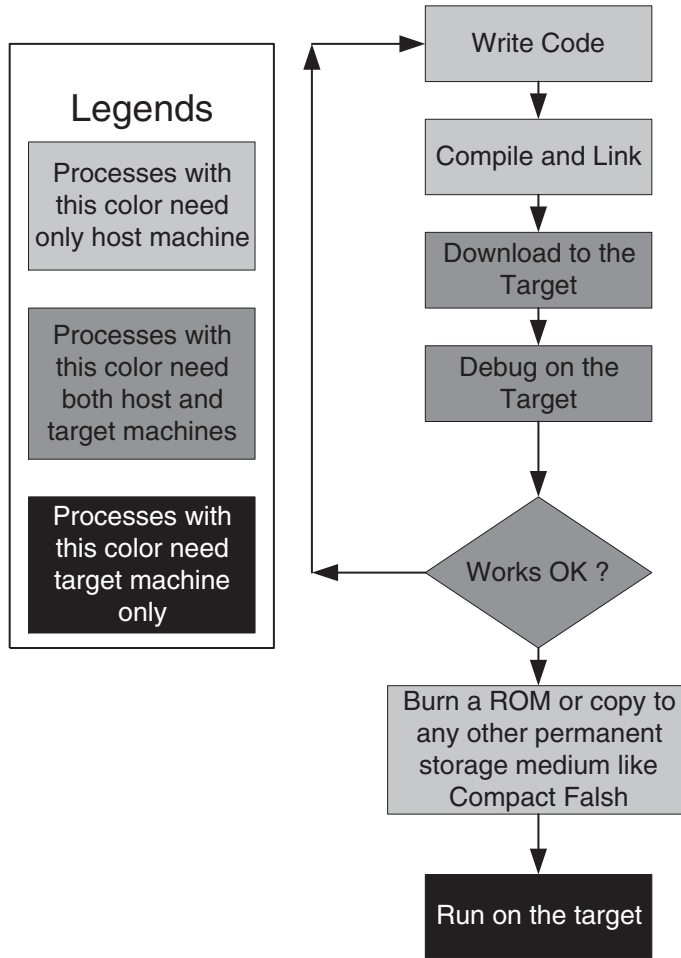 Legends
Processes with
this color need
only host machine
Processes with
this color need
both host and
target machines
Processes with
this color need
target machine
only
Write Code
Compile and Link
Download to the
Target
Debug on the
Target
Works OK ?
Burn a ROM or copy to
any other permanent
storage medium like
Compact Falsh
Run on the target